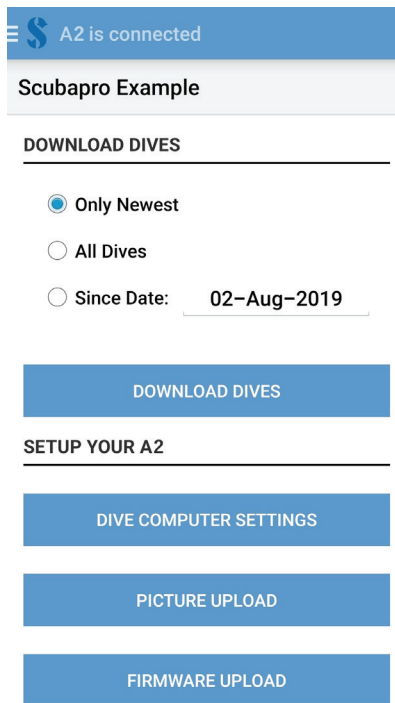 A2 is connected
Scubapro Example
DOWNLOAD DIVES
Only Newest
All Dives
Since Date: 02–Aug–2019
DOWNLOAD DIVES
SETUP YOUR A2
DIVE COMPUTER SETTINGS
PICTURE UPLOAD
FIRMWARE UPLOAD